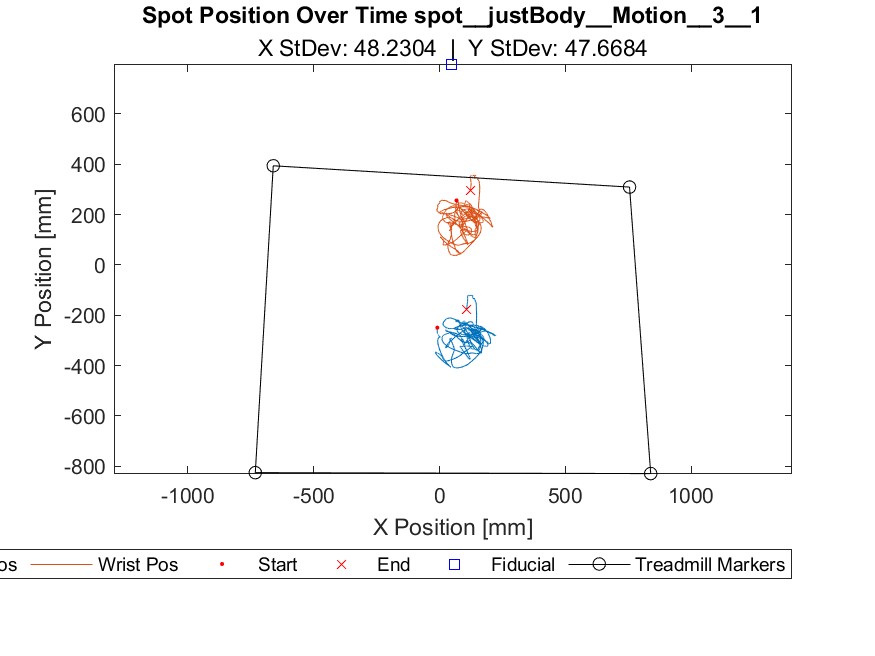 Spot Position Over Time spot__justBody__Motion__3__1
X StDev: 48.2304 | Y StDev: 47.6684
600
400
200
0
-200
-400
-600
-800
Y Position [mm]
-1000 -500 0 500 1000
X Position [mm]
os Wrist Pos Start End Fiducial Treadmill Markers